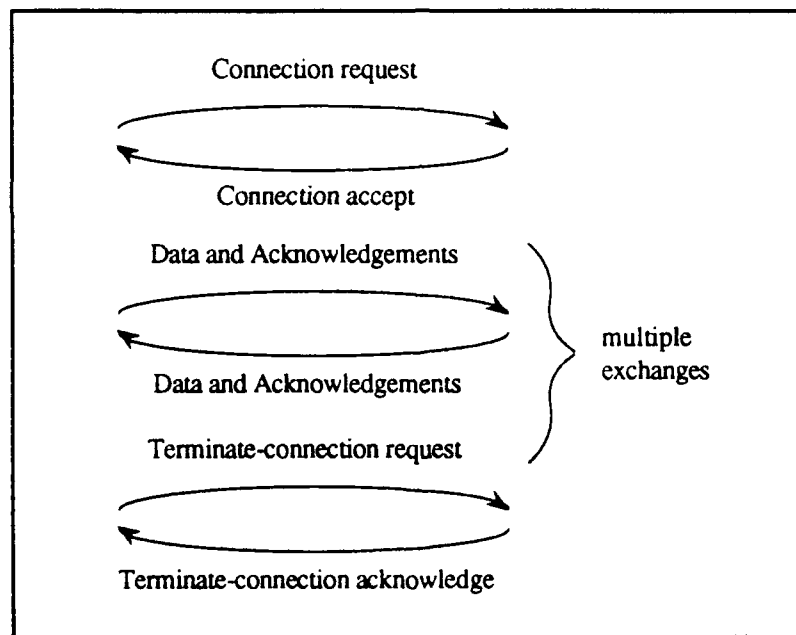 Connection request
Connection accept
Data and Acknowledgements
multiple
exchanges
Data and Acknowledgements
Terminate-connection request
Terminate-connection acknowledge